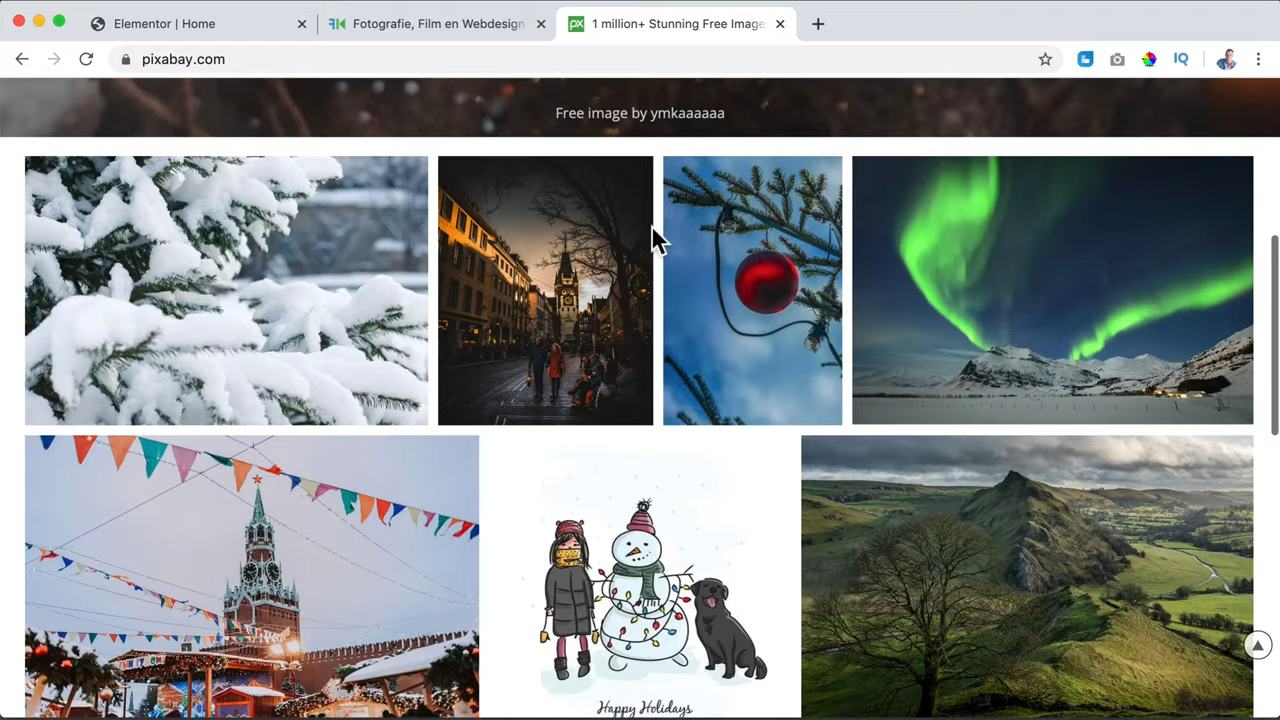 Elementor | Home
Fotografie, Film en Webdesign
px
1 million+ Stunning Free Image
pixabay.com
IQ
Free image by ymkaaaaaa
Happy Holidays